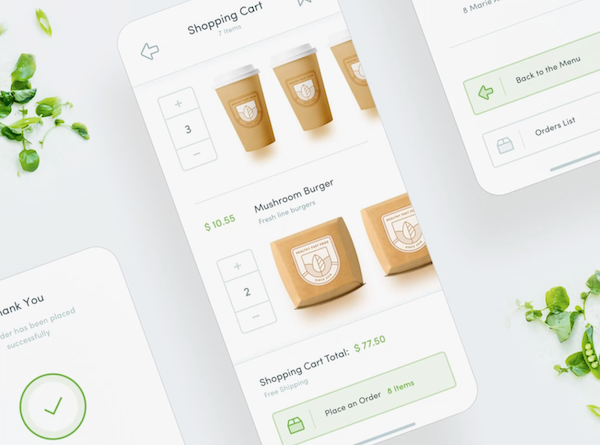 Shopping Cart
7 Items
3
$ 10.55
Mushroom Burger
Fresh line burgers
2
Shopping Cart Total: $ 77.50
Free Shipping
Place an Order 8 Items
8 Marie
Back to the Menu
Orders List
hank You
der has been placed
successfully